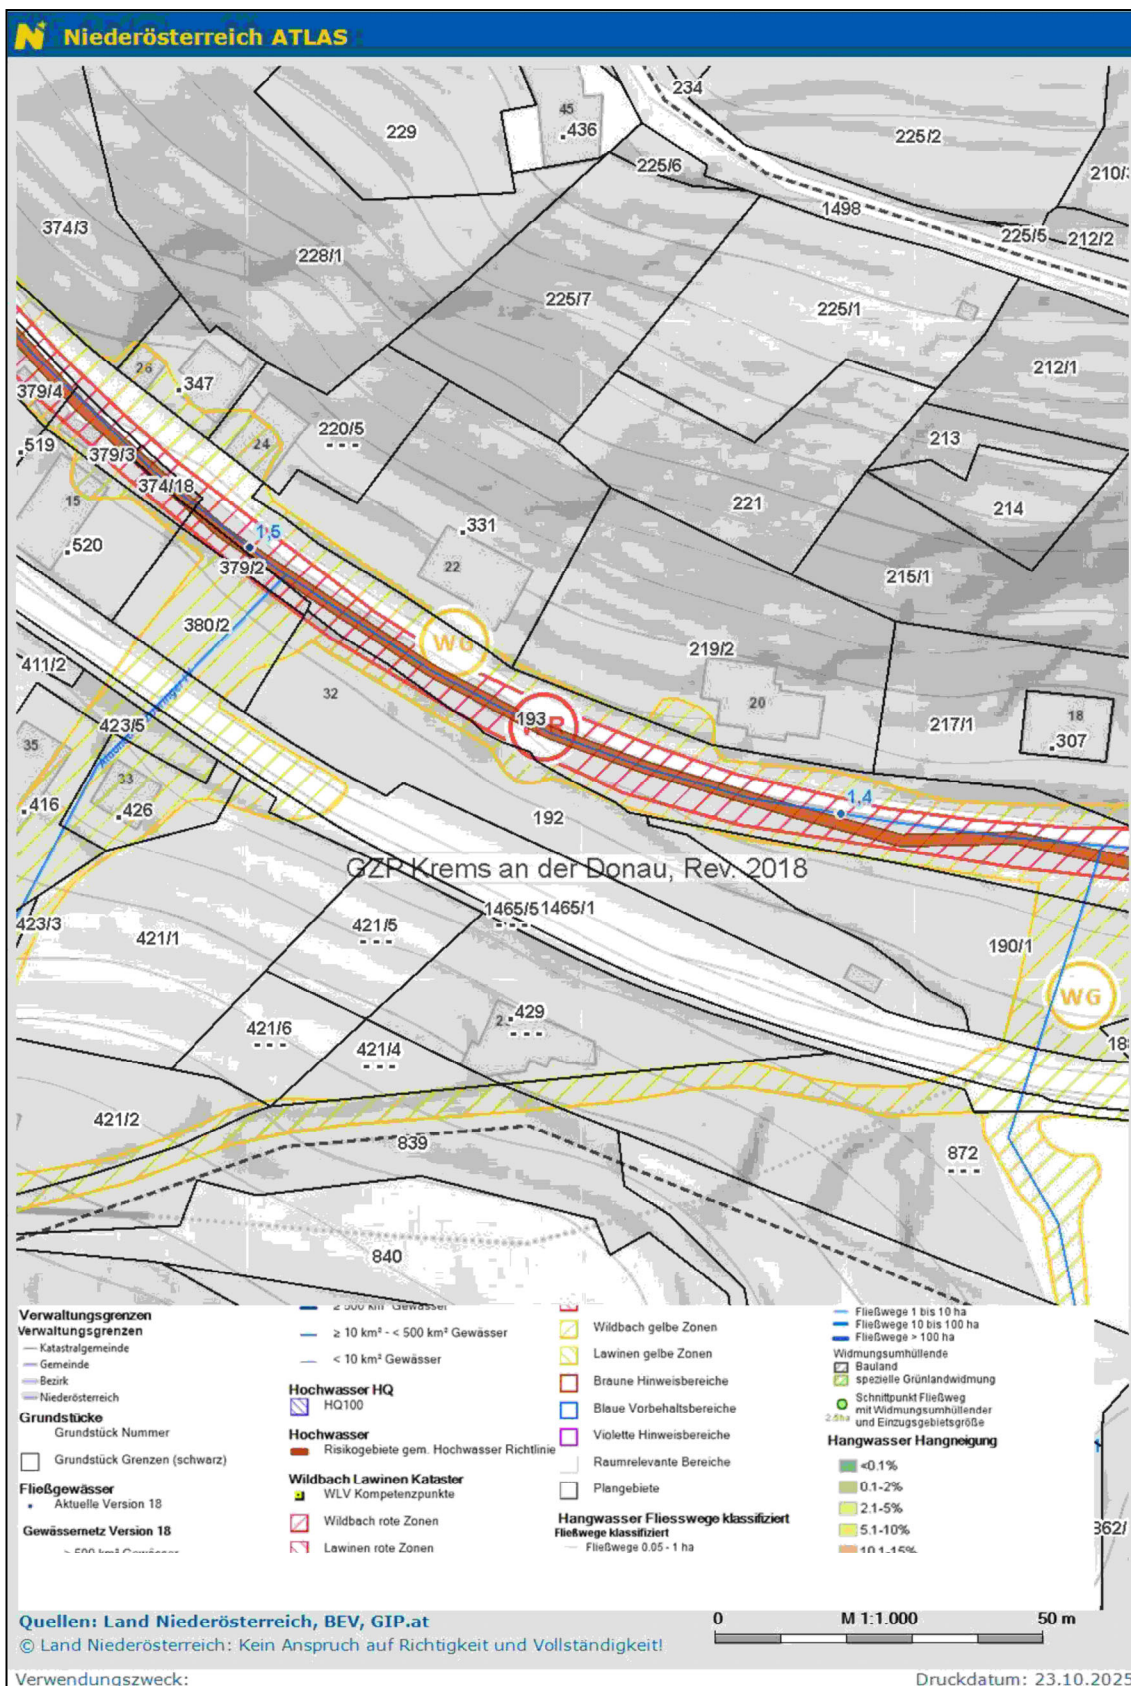 Niederösterreich ATLAS
234
229
45
436
225/2
225/6
210/
1498
374/3
225/5
212/2
228/1
225/7
225/1
212/1
26
347
379/4
220/5
213
24
519
379/3
374/18
221
15
214
331
1,5
520
379/2
22
215/1
380/2
WG
219/2
411/2
32
20
193
217/1
18
423/5
307
35
33
1,4
416
426
192
GZP Krems an der Donau, Rev. 2018
423/3
421/1
421/5
1465/5
1465/1
190/1
WG
429
421/6
421/4
421/2
839
872
840
Verwaltungsgrenzen
Verwaltungsgrenzen
Katastralgemeinde
Gemeinde
Bezirk
Niederösterreich
Grundstücke
Grundstück Nummer
Grundstück Grenzen (schwarz)
Fließgewässer
Aktuelle Version 18
Gewässernetz Version 18
≥ 500 km² Gewässer
≥ 500 km² Gewässer
≥ 10 km² - < 500 km² Gewässer
< 10 km² Gewässer
Hochwasser HQ
HQ100
Hochwasser
Risikogebiete gem. Hochwasser Richtlinie
Wildbach Lawinen Kataster
WLV Kompetenzpunkte
Wildbach rote Zonen
Lawinen rote Zonen
Wildbach gelbe Zonen
Lawinen gelbe Zonen
Braune Hinweisbereiche
Blaue Vorbehaltsbereiche
Violette Hinweisbereiche
Raumrelevante Bereiche
Plangebiete
Hangwasser Fliesswege klassifiziert
Fließwege klassifiziert
Fließwege 0.05 - 1 ha
Fließwege 1 bis 10 ha
Fließwege 10 bis 100 ha
Fließwege > 100 ha
Widmungsumhüllende
Bauland
spezielle Grünlandwidmung
Schnittpunkt Fließweg
mit Widmungsumhüllender
2.5ha und Einzugsgebietsgröße
Hangwasser Hangneigung
<0.1%
0.1-2%
2.1-5%
5.1-10%
10.1-15%
362/
Quellen: Land Niederösterreich, BEV, GIP.at
© Land Niederösterreich: Kein Anspruch auf Richtigkeit und Vollständigkeit!
0 M 1:1.000 50 m
Verwendungszweck:
Druckdatum: 23.10.2025